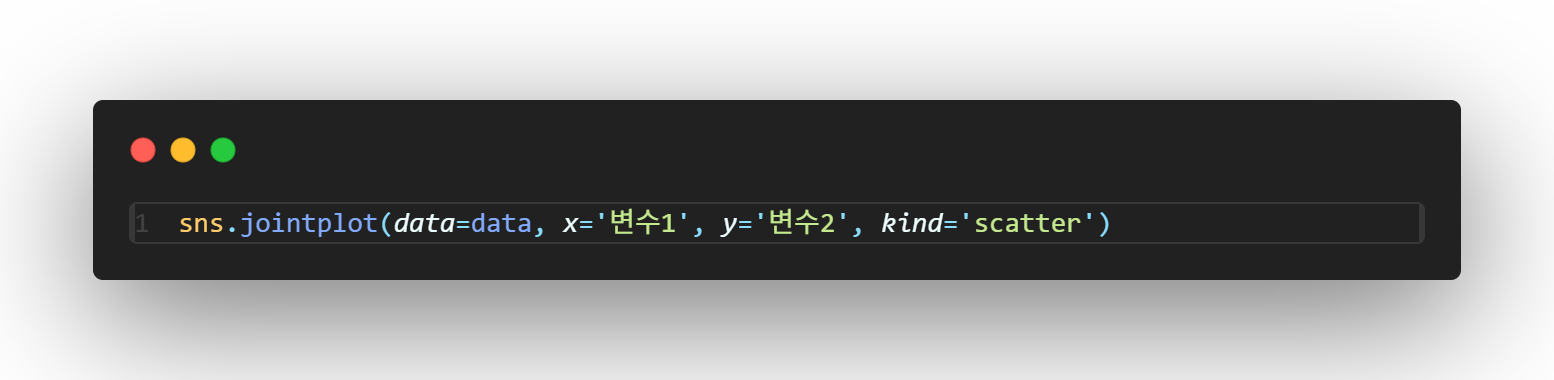 1 sns.jointplot(data=data, x='변수1', y='변수2', kind='scatter')